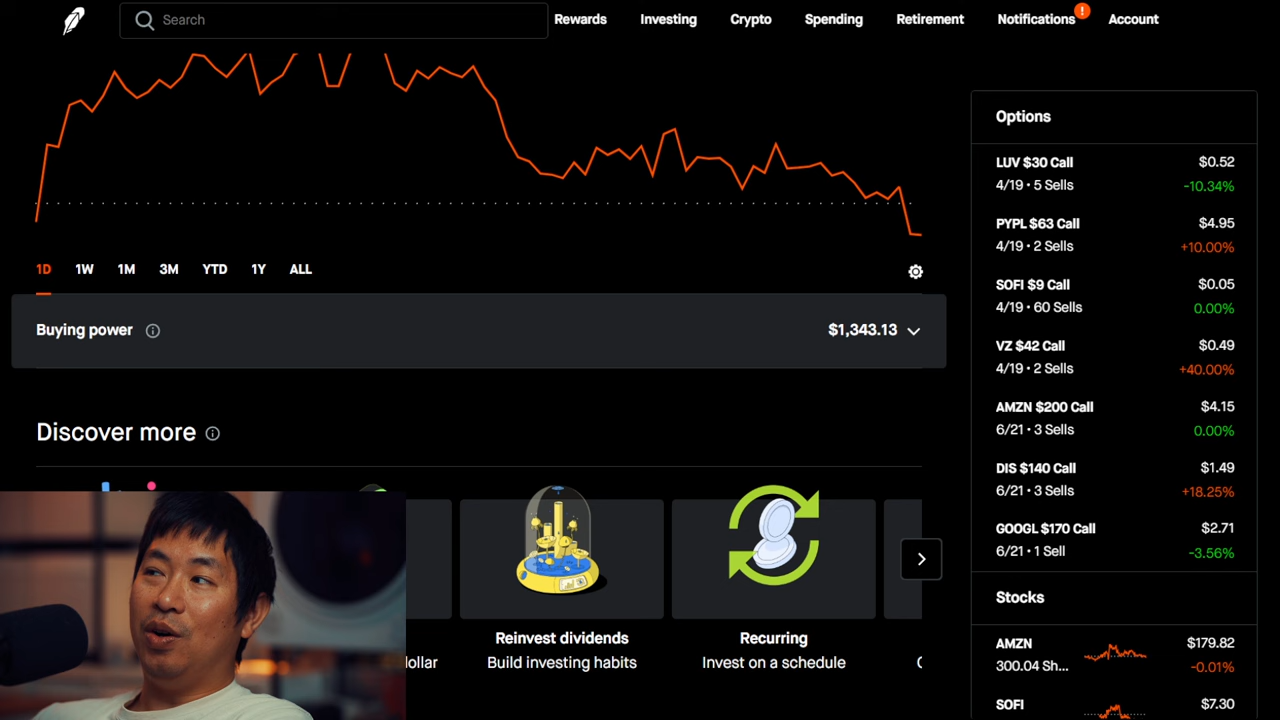 Search
Rewards
Investing
Crypto
Spending
Retirement
Notifications
!
Account
1D
1W
1M
3M
YTD
1Y
ALL
Buying power
$1,343.13
Discover more
Reinvest dividends
Build investing habits
Recurring
Invest on a schedule
Options
LUV $30 Call
$0.52
4/19 • 5 Sells
-10.34%
PYPL $63 Call
$4.95
4/19 • 2 Sells
+10.00%
SOFI $9 Call
$0.05
4/19 • 60 Sells
0.00%
VZ $42 Call
$0.49
4/19 • 2 Sells
+40.00%
AMZN $200 Call
$4.15
6/21 • 3 Sells
0.00%
DIS $140 Call
$1.49
6/21 • 3 Sells
+18.25%
GOOGL $170 Call
$2.71
6/21 • 1 Sell
-3.56%
Stocks
AMZN
$179.82
300.04 Sh...
-0.01%
SOFI
$7.30